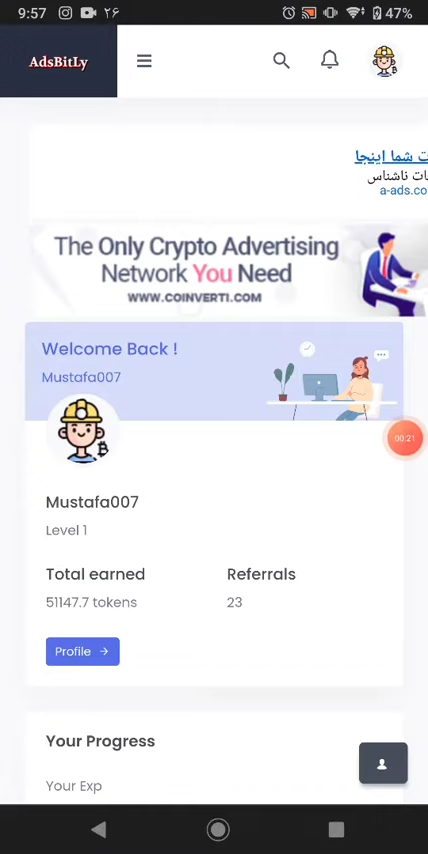 9:57 ۲۶ 47%
AdsBitLy
ت شما اینجا
ات ناشناس
a-ads.co
The Only Crypto Advertising
Network You Need
WWW.COINVERTI.COM
Welcome Back !
Mustafa007
00:21
Mustafa007
Level 1
Total earned Referrals
51147.7 tokens 23
Profile →
Your Progress
Your Exp